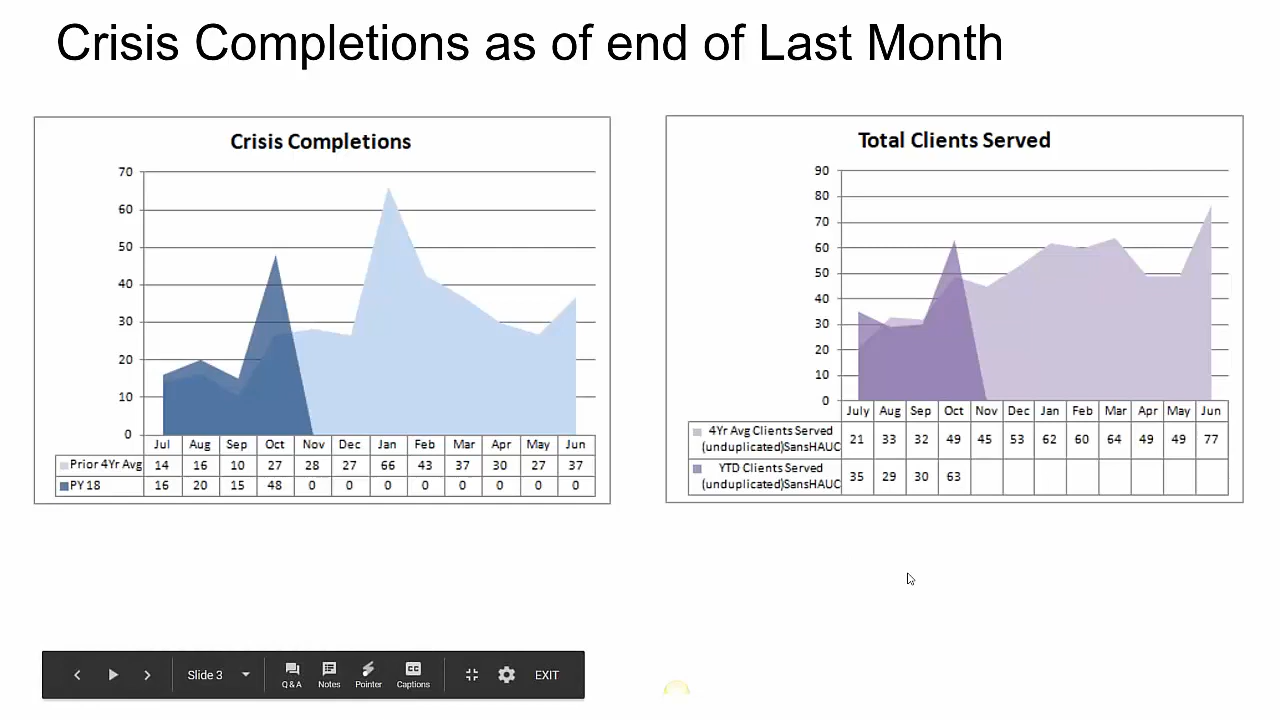 Crisis Completions as of end of Last Month
Crisis Completions
70
60
50
40
30
20
10
0
Jul Aug Sep Oct Nov Dec Jan Feb Mar Apr May Jun
Prior 4Yr Avg 14 16 10 27 28 27 66 43 37 30 27 37
PY 18 16 20 15 48 0 0 0 0 0 0 0 0
Total Clients Served
90
80
70
60
50
40
30
20
10
0
July Aug Sep Oct Nov Dec Jan Feb Mar Apr May Jun
4Yr Avg Clients Served
(unduplicated)SansHAUC 21 33 32 49 45 53 62 60 64 49 49 77
YTD Clients Served
(unduplicated)SansHAUC 35 29 30 63
Slide 3
Q & A Notes Pointer CC Captions EXIT